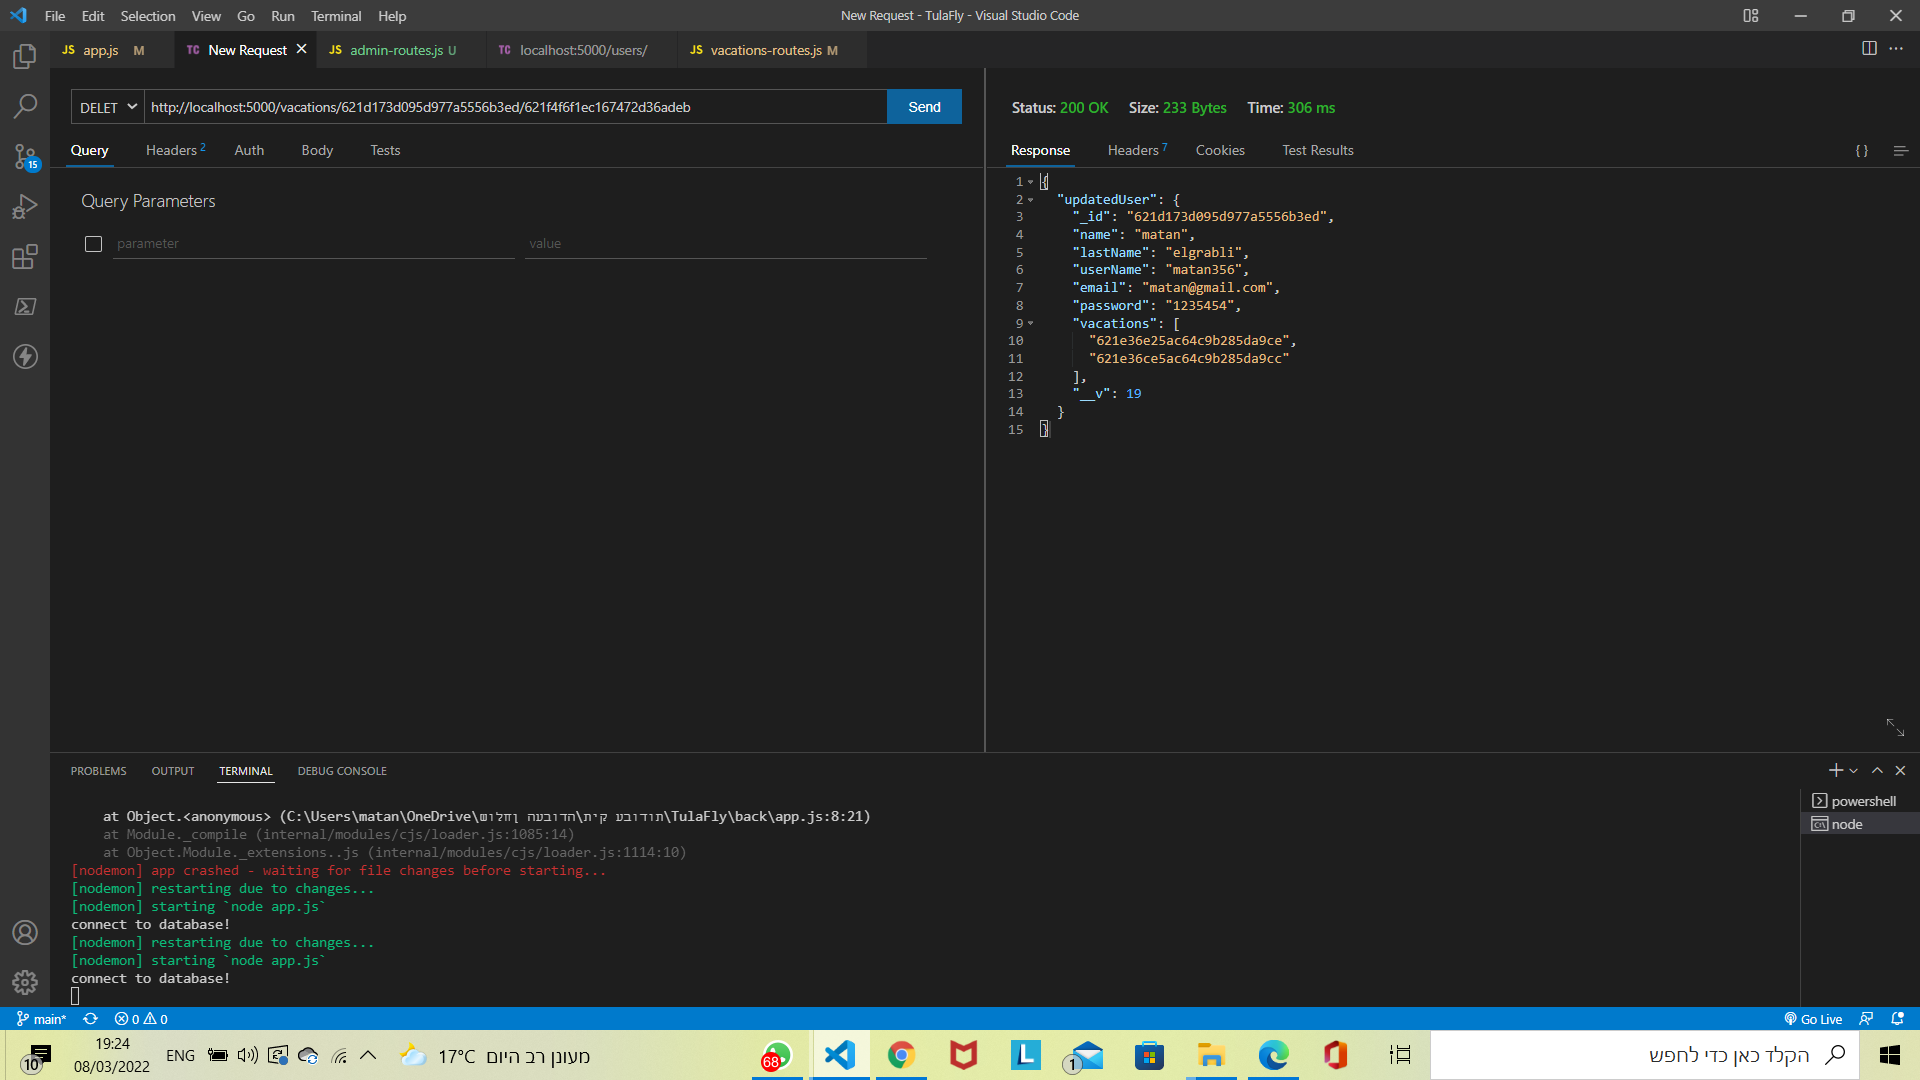 File Edit Selection View Go Run Terminal Help
New Request - TulaFly - Visual Studio Code
JS app.js M
TC New Request
JS admin-routes.js U
TC localhost:5000/users/
JS vacations-routes.js M
15
DELET http://localhost:5000/vacations/621d173d095d977a5556b3ed/621f4f6f1ec167472d36adeb Send
Query Headers 2 Auth Body Tests
Query Parameters
parameter value
Status: 200 OK Size: 233 Bytes Time: 306 ms
Response Headers 7 Cookies Test Results { }
1 {
2 "updatedUser": {
3 "_id": "621d173d095d977a5556b3ed",
4 "name": "matan",
5 "lastName": "elgrabli",
6 "userName": "matan356",
7 "email": "matan@gmail.com",
8 "password": "1235454",
9 "vacations": [
10 "621e36e25ac64c9b285da9ce",
11 "621e36ce5ac64c9b285da9cc"
12 ],
13 "__v": 19
14 }
15 }
PROBLEMS OUTPUT TERMINAL DEBUG CONSOLE
powershell
node
at Object.<anonymous> (C:\Users\matan\OneDrive\שולחן העבודה\תיק עבודות\TulaFly\back\app.js:8:21)
at Module._compile (internal/modules/cjs/loader.js:1085:14)
at Object.Module._extensions..js (internal/modules/cjs/loader.js:1114:10)
[nodemon] app crashed - waiting for file changes before starting...
[nodemon] restarting due to changes...
[nodemon] starting `node app.js`
connect to database!
[nodemon] restarting due to changes...
[nodemon] starting `node app.js`
connect to database!
main* 0 0 Go Live
10
19:24
08/03/2022
ENG
17°C מעונן רב היום
68
L
1
הקלד כאן כדי לחפש